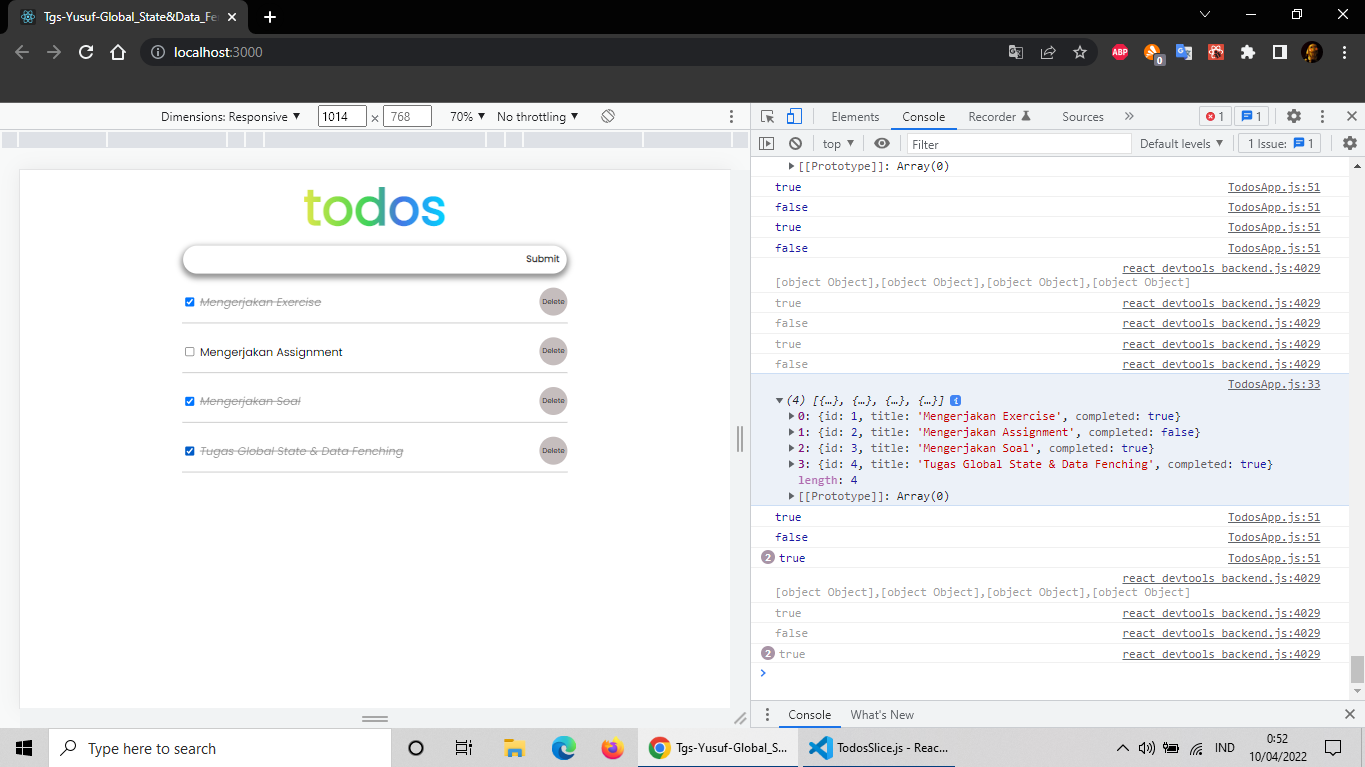 Tgs-Yusuf-Global_State&Data_Fe
localhost:3000
ABP
0
Dimensions: Responsive ▼ 1014 × 768 70% ▼ No throttling ▼
Elements Console Recorder Sources » 1 1
top ▼ Filter Default levels ▼ 1 Issue: 1
todos
Submit
Mengerjakan Exercise Delete
Mengerjakan Assignment Delete
Mengerjakan Soal Delete
Tugas Global State & Data Fenching Delete
▶ [[Prototype]]: Array(0)
true TodosApp.js:51
false TodosApp.js:51
true TodosApp.js:51
false TodosApp.js:51
react_devtools_backend.js:4029
[object Object],[object Object],[object Object],[object Object]
true react_devtools_backend.js:4029
false react_devtools_backend.js:4029
true react_devtools_backend.js:4029
false react_devtools_backend.js:4029
TodosApp.js:33
▼ (4) [{…}, {…}, {…}, {…}] i
▶ 0: {id: 1, title: 'Mengerjakan Exercise', completed: true}
▶ 1: {id: 2, title: 'Mengerjakan Assignment', completed: false}
▶ 2: {id: 3, title: 'Mengerjakan Soal', completed: true}
▶ 3: {id: 4, title: 'Tugas Global State & Data Fenching', completed: true}
length: 4
▶ [[Prototype]]: Array(0)
true TodosApp.js:51
false TodosApp.js:51
2 true TodosApp.js:51
react_devtools_backend.js:4029
[object Object],[object Object],[object Object],[object Object]
true react_devtools_backend.js:4029
false react_devtools_backend.js:4029
2 true react_devtools_backend.js:4029
>
Console What's New
Type here to search
Tgs-Yusuf-Global_S...
TodosSlice.js - Reac...
IND
0:52
10/04/2022